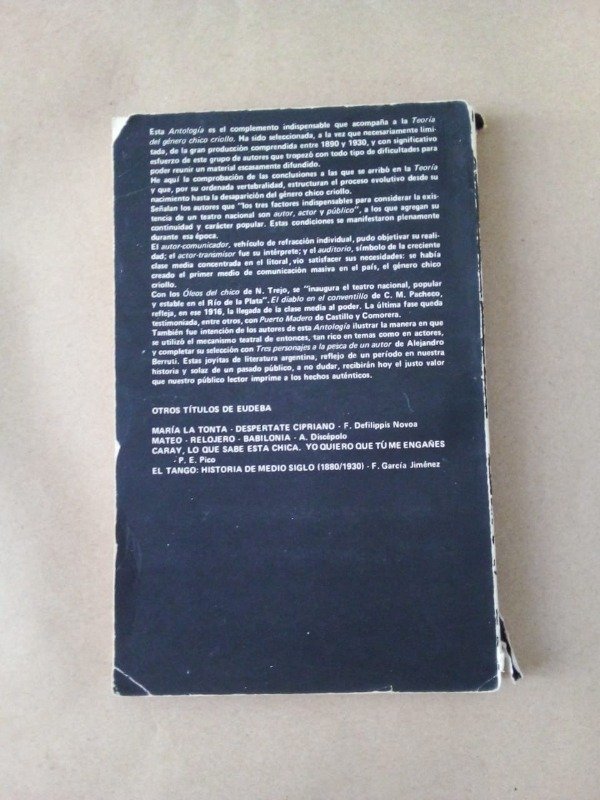 Esta Antología es el complemento indispensable que acompaña a la Teoría
del género chico criollo. Ha sido seleccionada, a la vez que necesariamente limi-
tada, de la gran producción comprendida entre 1890 y 1930, y con significativo
esfuerzo de este grupo de autores que tropezó con todo tipo de dificultades para
poder reunir un material escasamente difundido.
He aquí la comprobación de las conclusiones a las que se arribó en la Teoría
y que, por su ordenada vertebralidad, estructuran el proceso evolutivo desde su
nacimiento hasta la desaparición del género chico criollo.
Señalan los autores que "los tres factores indispensables para considerar la exis-
tencia de un teatro nacional son autor, actor y público", a los que agregan su
continuidad y carácter popular. Estas condiciones se manifestaron plenamente
durante esa época.
El autor-comunicador, vehículo de refracción individual, pudo objetivar su reali-
dad; el actor-transmisor fue su intérprete; y el auditorio, símbolo de la creciente
clase media concentrada en el litoral, vio satisfacer sus necesidades: se había
creado el primer medio de comunicación masiva en el país, el género chico
criollo.
Con los Óleos del chico de N. Trejo, se "inaugura el teatro nacional, popular
y estable en el Río de la Plata". El diablo en el conventillo de C. M. Pacheco,
refleja, en ese 1916, la llegada de la clase media al poder. La última fase queda
testimoniada, entre otros, con Puerto Madero de Castillo y Comorera.
También fue intención de los autores de esta Antología ilustrar la manera en que
se utilizó el mecanismo teatral de entonces, tan rico en temas como en actores,
y completar su selección con Tres personajes a la pesca de un autor de Alejandro
Berruti. Estas joyitas de literatura argentina, reflejo de un período en nuestra
historia y solaz de un pasado público, a no dudar, recibirán hoy el justo valor
que nuestro público lector imprime a los hechos auténticos.
OTROS TÍTULOS DE EUDEBA
MARÍA LA TONTA - DESPERTATE CIPRIANO - F. Defilippis Novoa
MATEO - RELOJERO - BABILONIA - A. Discépolo
CARAY, LO QUE SABE ESTA CHICA. YO QUIERO QUE TÚ ME ENGAÑES
- P. E. Pico
EL TANGO: HISTORIA DE MEDIO SIGLO (1880/1930) - F. García Jiménez